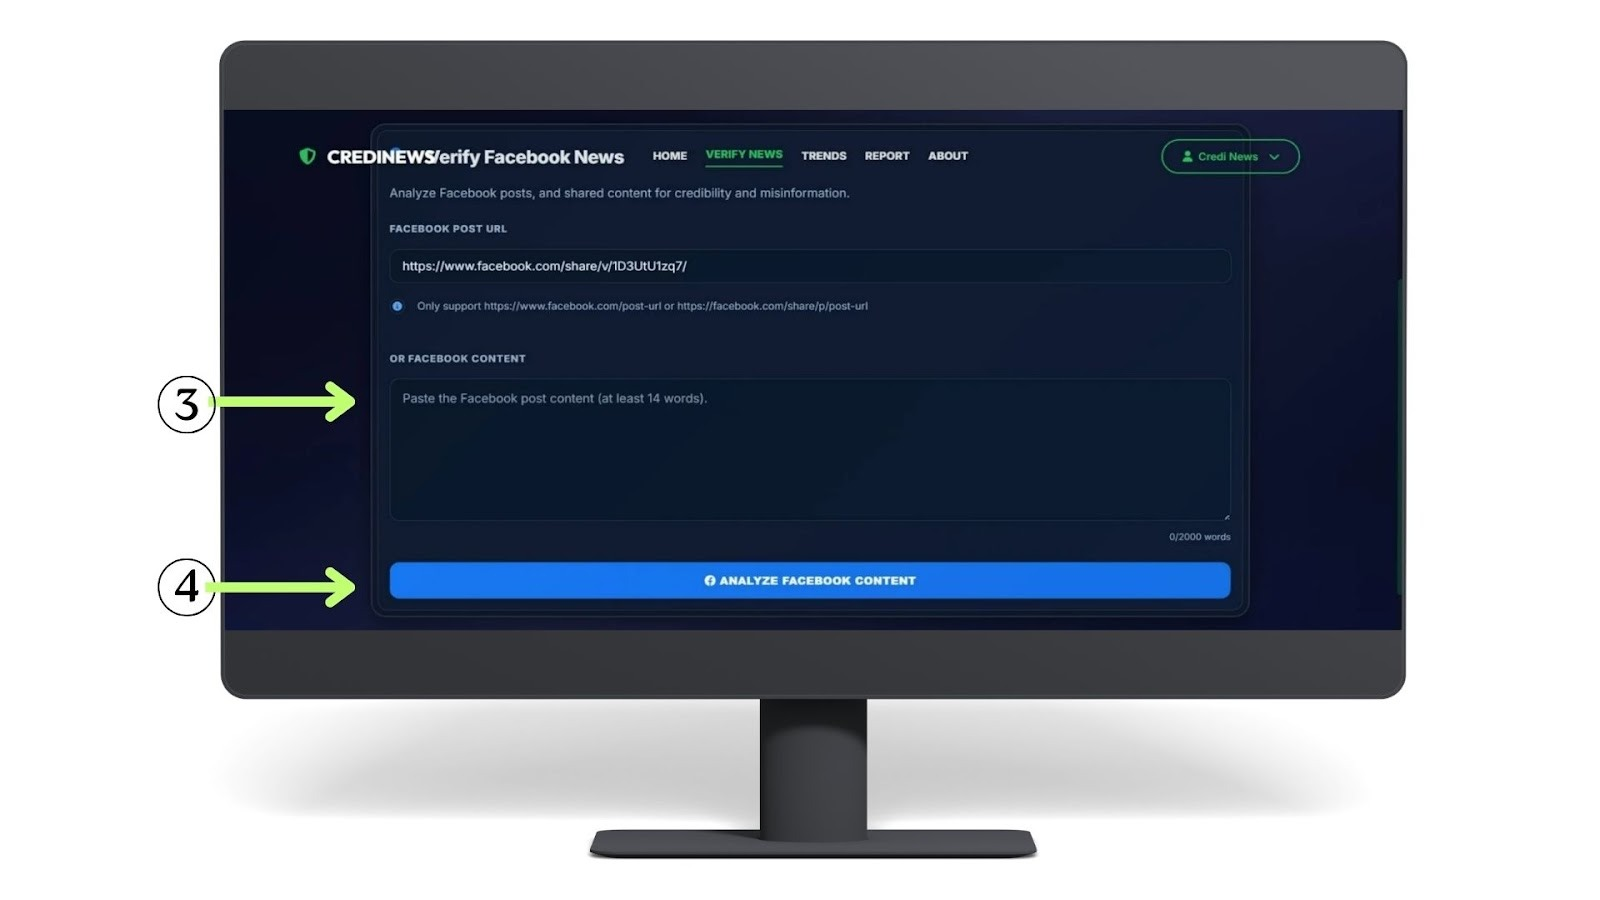 CREDINEWS
Verify Facebook News
HOME VERIFY NEWS TRENDS REPORT ABOUT
Credi News
Analyze Facebook posts, and shared content for credibility and misinformation.
FACEBOOK POST URL
https://www.facebook.com/share/v/1D3UtU1zq7/
Only support https://www.facebook.com/post-url or https://facebook.com/share/p/post-url
OR FACEBOOK CONTENT
3
Paste the Facebook post content (at least 14 words).
0/2000 words
4
ANALYZE FACEBOOK CONTENT